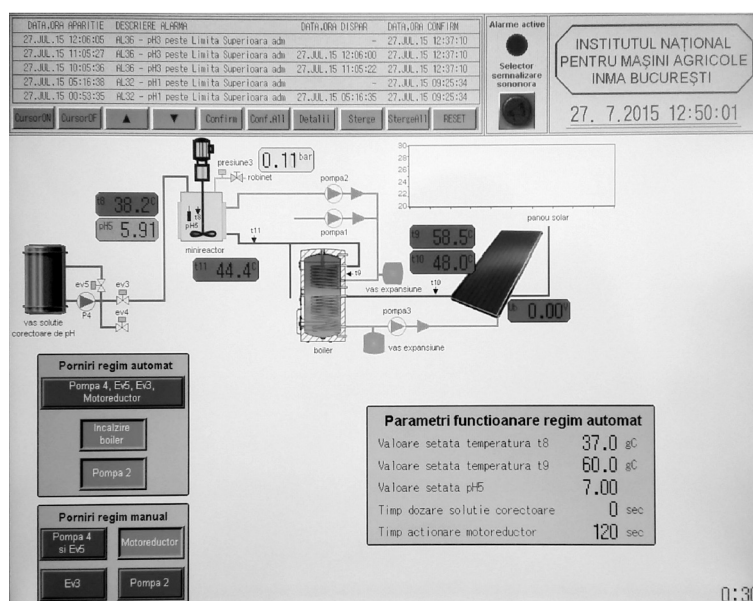 DATA.ORA APARITIE DESCRIERE ALARMA DATA.ORA DISPAR DATA.ORA CONFIRM
27.JUL.15 12:06:05 AL36 - pH3 peste Limita Superioara adm - 27.JUL.15 12:37:10
27.JUL.15 11:05:27 AL36 - pH3 peste Limita Superioara adm 27.JUL.15 12:06:00 27.JUL.15 12:37:10
27.JUL.15 10:05:36 AL36 - pH3 peste Limita Superioara adm 27.JUL.15 11:05:22 27.JUL.15 12:37:10
27.JUL.15 05:16:38 AL32 - pH1 peste Limita Superioara adm - 27.JUL.15 09:25:34
27.JUL.15 00:53:35 AL32 - pH1 peste Limita Superioara adm 27.JUL.15 05:16:35 27.JUL.15 09:25:34
CursorON CursorOF ▲ ▼ Confirm Conf.All Detalii Sterge StergeAll RESET
Alarme active
Selector
semnalizare
sononora
INSTITUTUL NAȚIONAL
PENTRU MAȘINI AGRICOLE
INMA BUCUREȘTI
27. 7.2015 12:50:01
presiune3 0.11 bar
robinet
pompa2
pompa1
30
28
26
24
22
20
panou solar
t8 38.2°C
pH5 5.91
t8
pH5
minireactor
t11
t11 44.4°C
t9 58.5°C
t10 48.0°C
t9
t10
vas expansiune
0.00
ev5
ev3
P4
ev4
vas solutie
corectoare de pH
pompa3
boiler
vas expansiune
Porniri regim automat
Pompa 4, Ev5, Ev3,
Motoreductor
Incalzire
boiler
Pompa 2
Porniri regim manual
Pompa 4
si Ev5
Motoreductor
Ev3
Pompa 2
Parametri functioanare regim automat
Valoare setata temperatura t8 37.0 gC
Valoare setata temperatura t9 60.0 gC
Valoare setata pH5 7.00
Timp dozare solutie corectoare 0 sec
Timp actionare motoreductor 120 sec